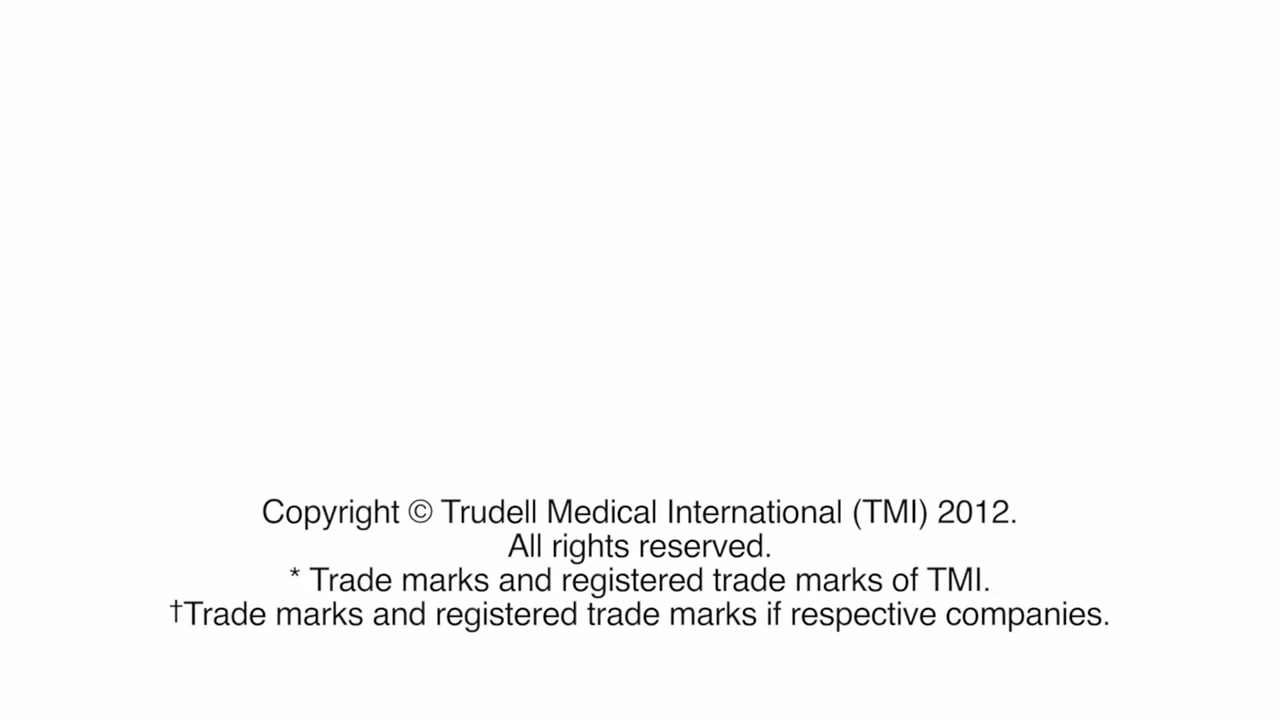 Copyright © Trudell Medical International (TMI) 2012.
All rights reserved.
* Trade marks and registered trade marks of TMI.
†Trade marks and registered trade marks if respective companies.